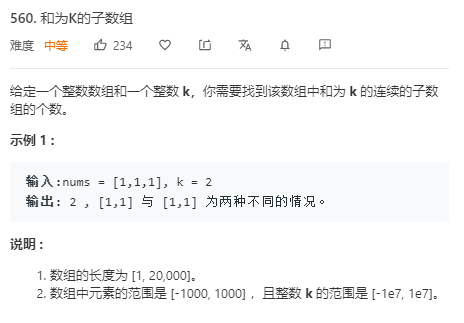 560. 和为K的子数组
难度 中等 234
给定一个整数数组和一个整数 k，你需要找到该数组中和为 k 的连续的子数
组的个数。
示例 1 :
输入:nums = [1,1,1], k = 2
输出: 2 , [1,1] 与 [1,1] 为两种不同的情况。
说明 :
1. 数组的长度为 [1, 20,000]。
2. 数组中元素的范围是 [-1000, 1000] ，且整数 k 的范围是 [-1e7, 1e7]。